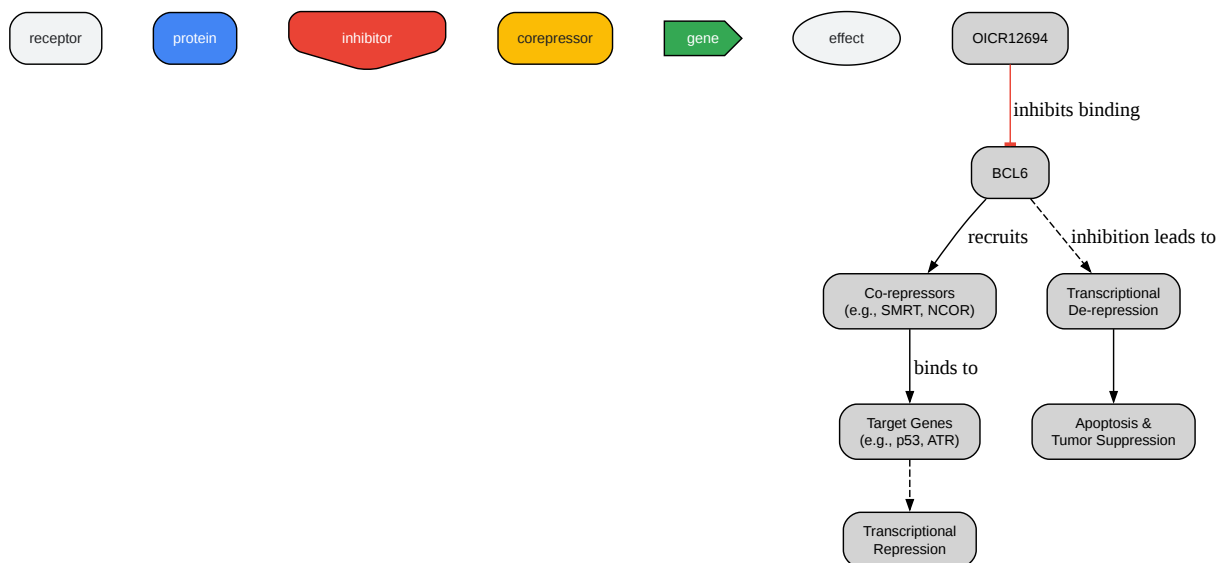 receptor
protein
inhibitor
corepressor
gene
effect
OICR12694
inhibits binding
BCL6
recruits
inhibition leads to
Co-repressors
(e.g., SMRT, NCOR)
Transcriptional
De-repression
binds to
Target Genes
(e.g., p53, ATR)
Apoptosis &
Tumor Suppression
Transcriptional
Repression